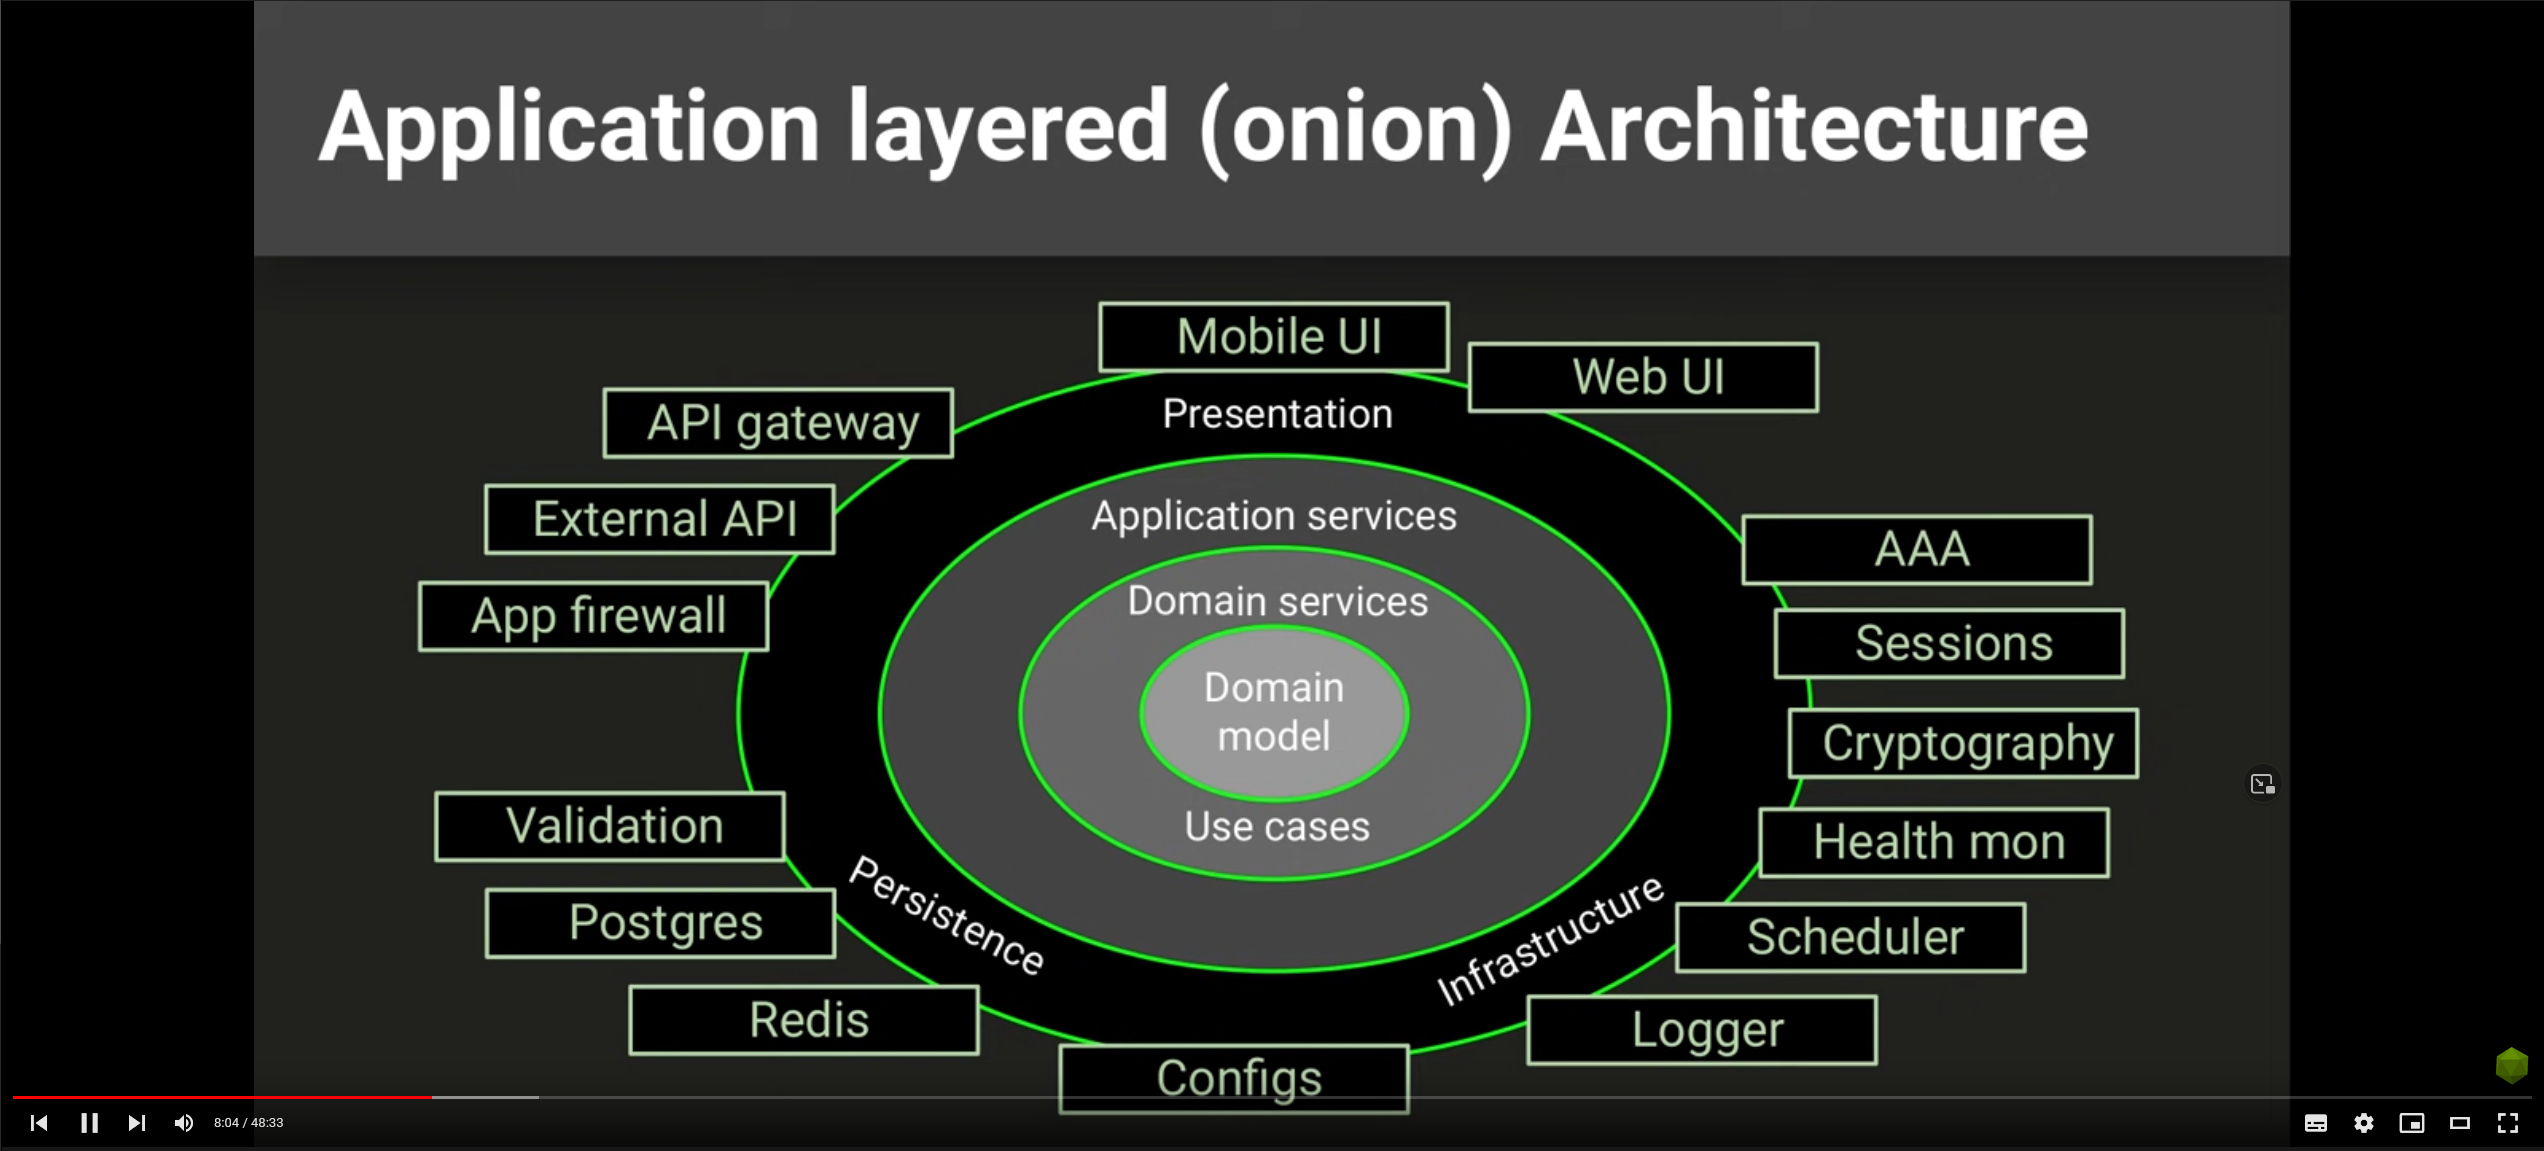 Application layered (onion) Architecture
Mobile UI
Web UI
API gateway
Presentation
External API
Application services
AAA
App firewall
Domain services
Sessions
Domain
model
Cryptography
Validation
Use cases
Health mon
Persistence
Infrastructure
Postgres
Scheduler
Redis
Logger
Configs
8:04 / 48:33